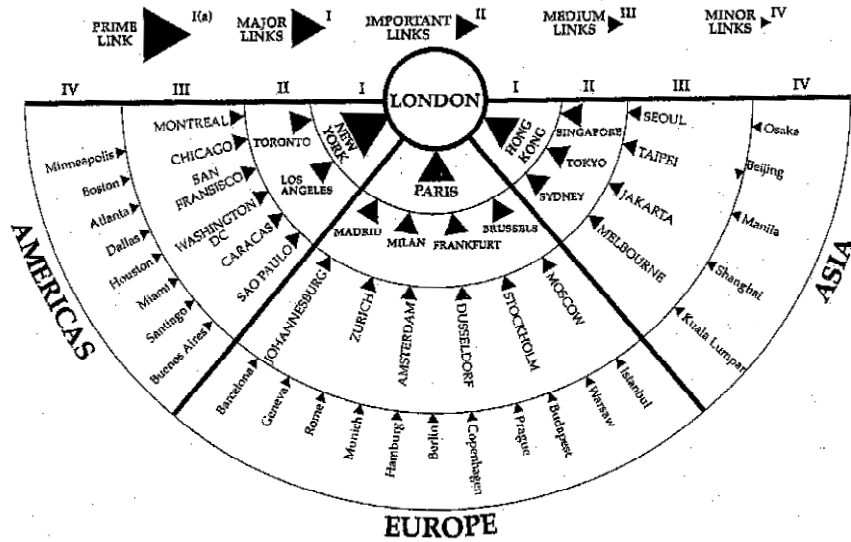 PRIME
LINK
I(a)
MAJOR
LINKS
I
IMPORTANT
LINKS
II
MEDIUM
LINKS
III
MINOR
LINKS
IV
IV
III
II
I
LONDON
I
II
III
IV
NEW
YORK
HONG
KONG
PARIS
TORONTO
LOS
ANGELES
MADRID
MILAN
FRANKFURT
BRUSSELS
SINGAPORE
TOKYO
SYDNEY
MONTREAL
CHICAGO
SAN
FRANSISCO
WASHINGTON
DC
CARACAS
SAO PAULO
JOHANNESBURG
ZURICH
AMSTERDAM
DUSSELDORF
STOCKHOLM
MOSCOW
SEOUL
TAIPEI
JAKARTA
MELBOURNE
Minneapolis
Boston
Atlanta
Dallas
Houston
Miami
Santiago
Buenos Aires
Barcelona
Geneva
Rome
Munich
Hamburg
Berlin
Copenhagen
Prague
Budapest
Warsaw
Istanbul
Osaka
Beijing
Manila
Shanghai
Kuala Lumpar
AMERICAS
EUROPE
ASIA